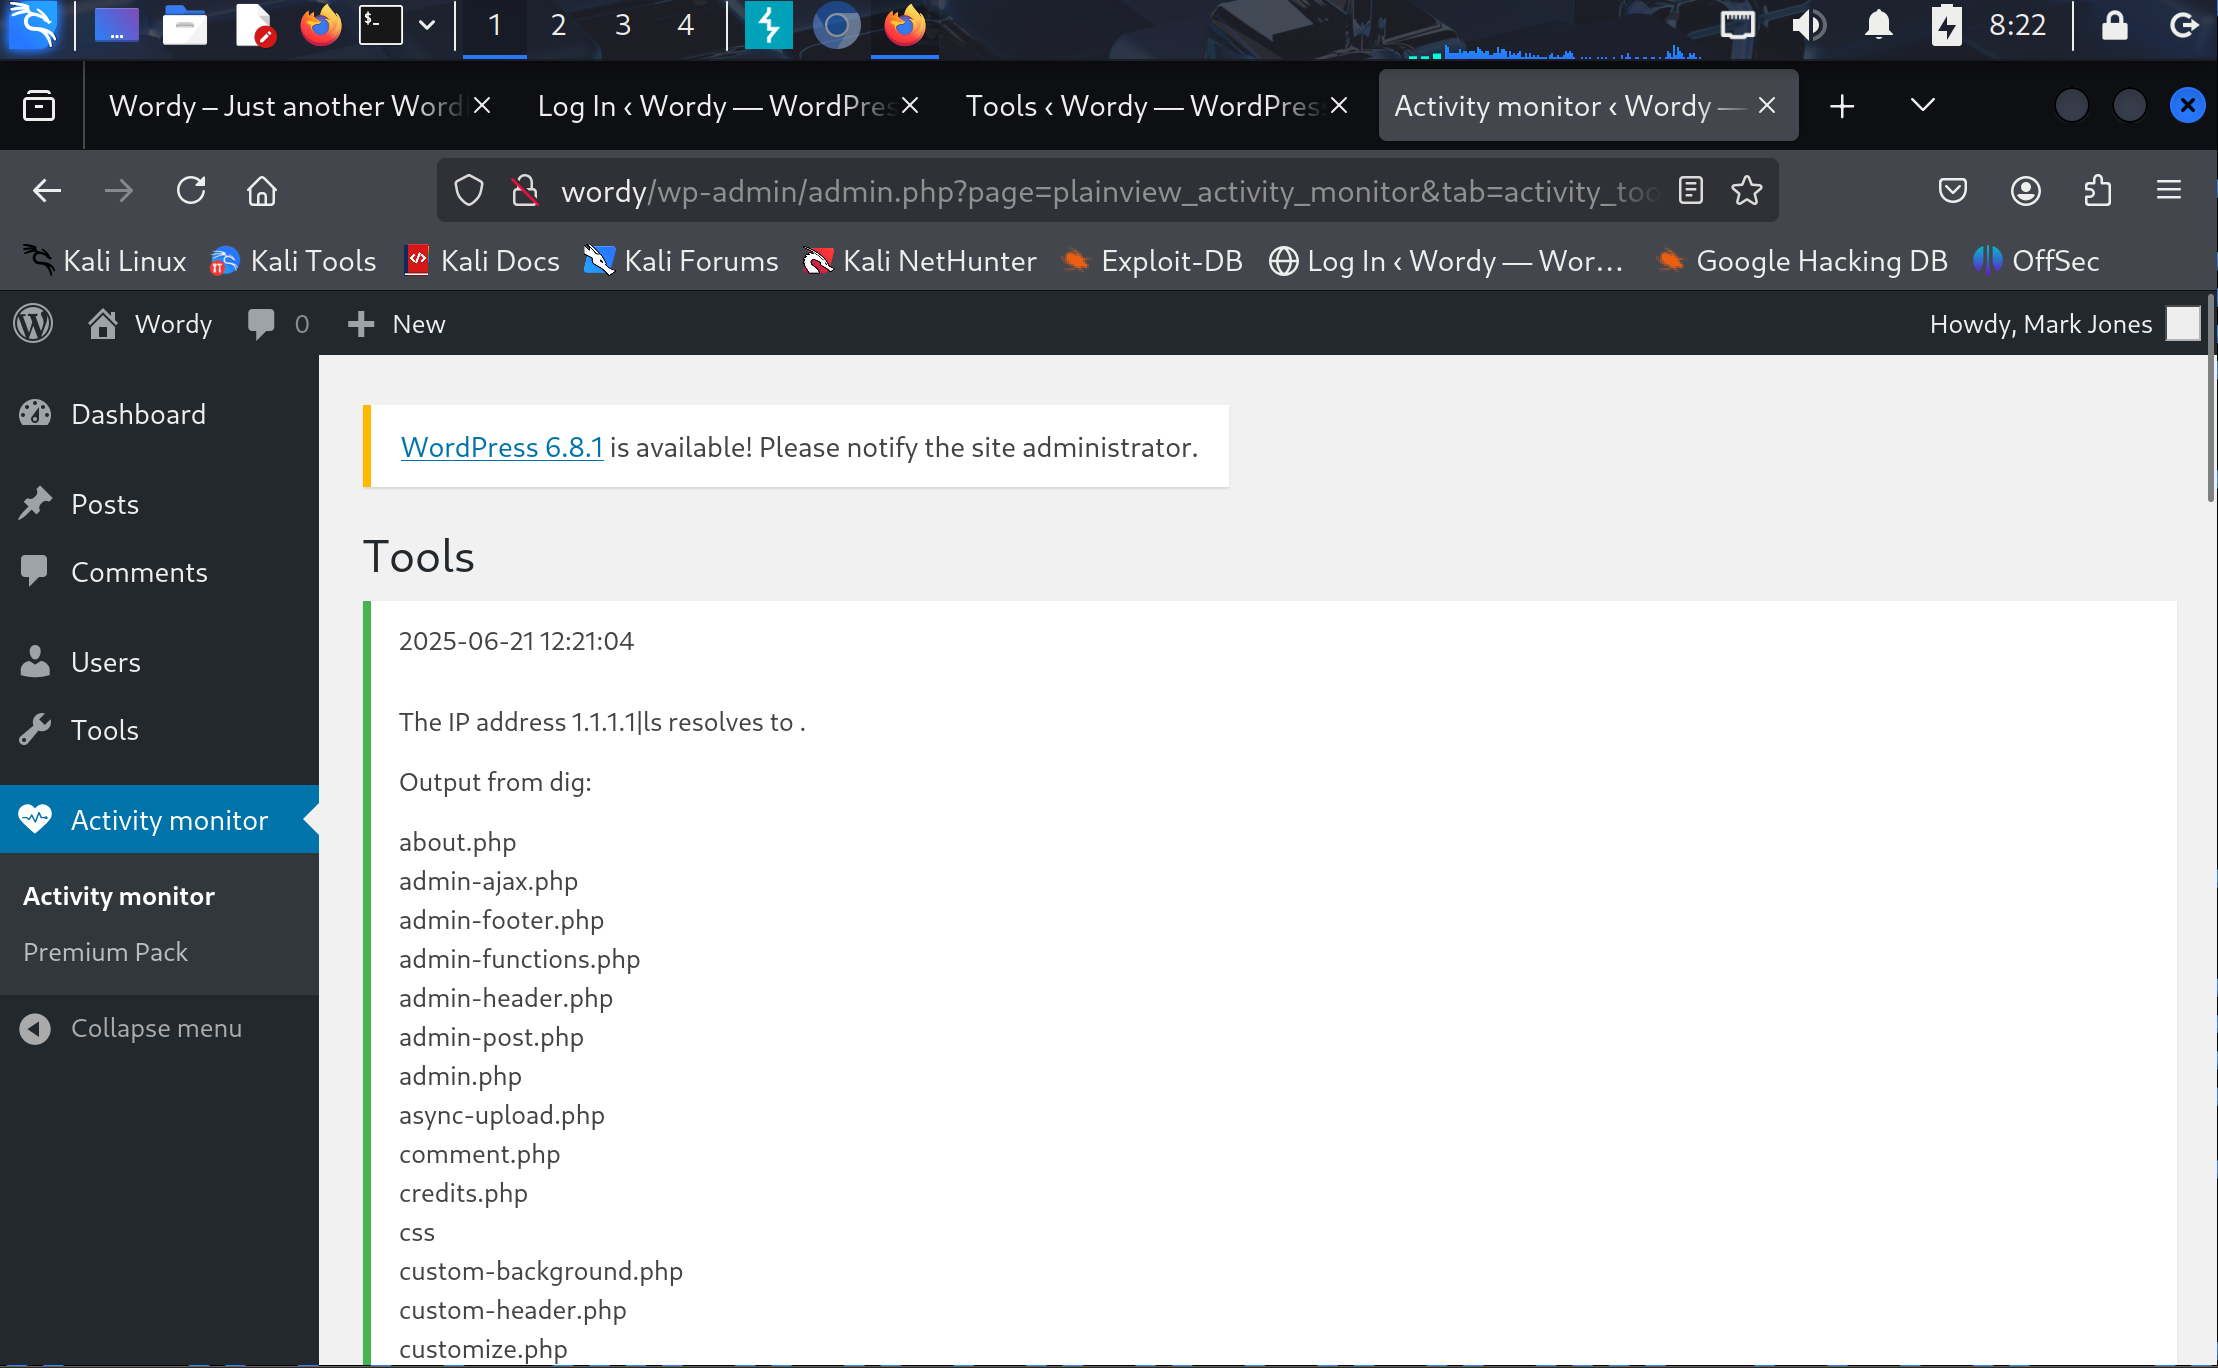 1 2 3 4 8:22
Wordy – Just another Word Log In ‹ Wordy — WordPres Tools ‹ Wordy — WordPress Activity monitor ‹ Wordy —
wordy/wp-admin/admin.php?page=plainview_activity_monitor&tab=activity_too
Kali Linux Kali Tools Kali Docs Kali Forums Kali NetHunter Exploit-DB Log In ‹ Wordy — Wor... Google Hacking DB OffSec
Wordy 0 New Howdy, Mark Jones
Dashboard
Posts
Comments
Users
Tools
Activity monitor
Activity monitor
Premium Pack
Collapse menu
WordPress 6.8.1 is available! Please notify the site administrator.
Tools
2025-06-21 12:21:04
The IP address 1.1.1.1|ls resolves to .
Output from dig:
about.php
admin-ajax.php
admin-footer.php
admin-functions.php
admin-header.php
admin-post.php
admin.php
async-upload.php
comment.php
credits.php
css
custom-background.php
custom-header.php
customize.php